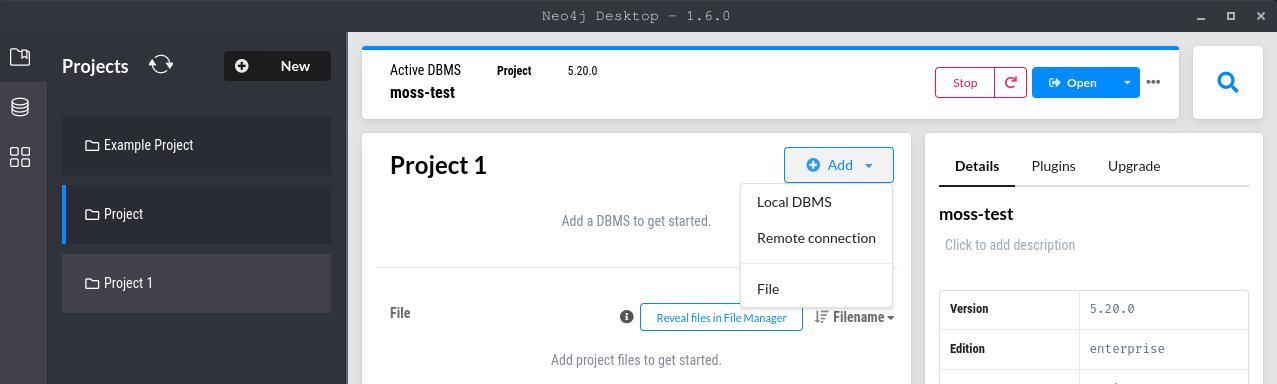 Neo4j Desktop - 1.6.0
Projects
New
Example Project
Project
Project 1
Active DBMS Project 5.20.0
moss-test
Stop
Open
Project 1
Add
Local DBMS
Remote connection
File
Add a DBMS to get started.
File
Reveal files in File Manager
Filename
Add project files to get started.
Details Plugins Upgrade
moss-test
Click to add description
Version 5.20.0
Edition enterprise